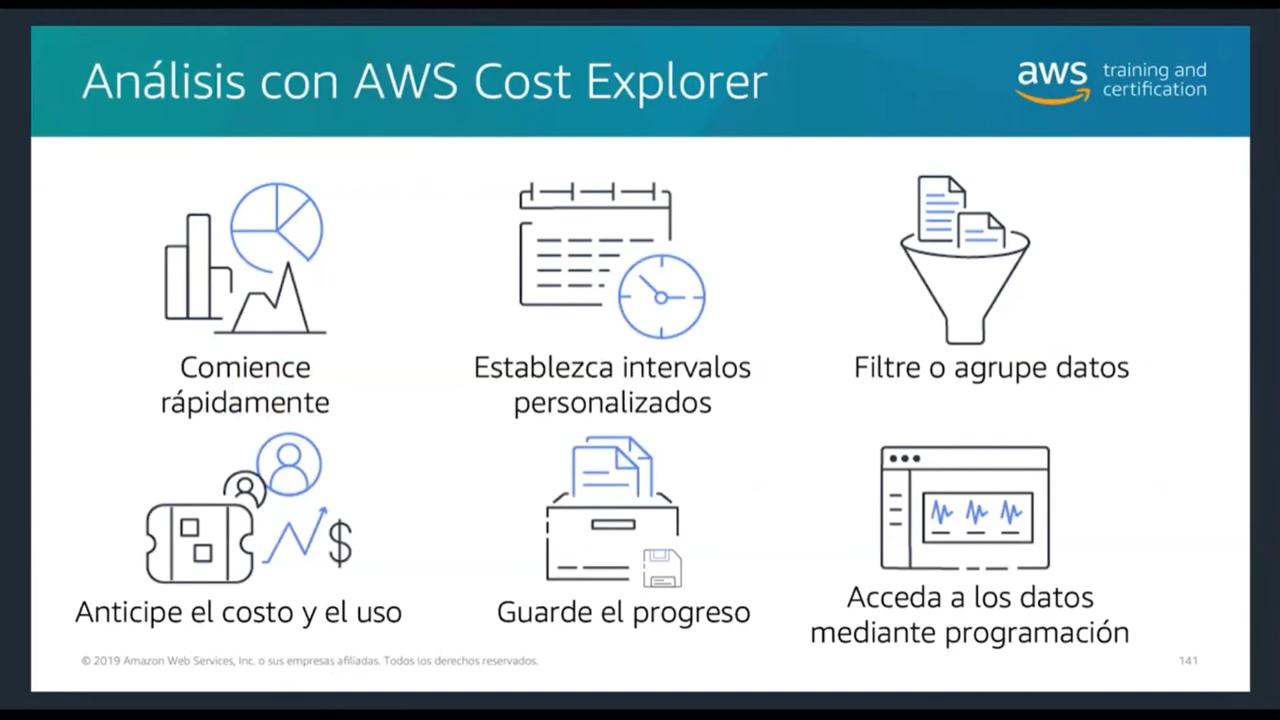 Análisis con AWS Cost Explorer
aws training and
certification
Comience
rápidamente
Establezca intervalos
personalizados
Filtre o agrupe datos
$
Anticipe el costo y el uso
Guarde el progreso
Acceda a los datos
mediante programación
© 2019 Amazon Web Services, Inc. o sus empresas afiliadas. Todos los derechos reservados.
141